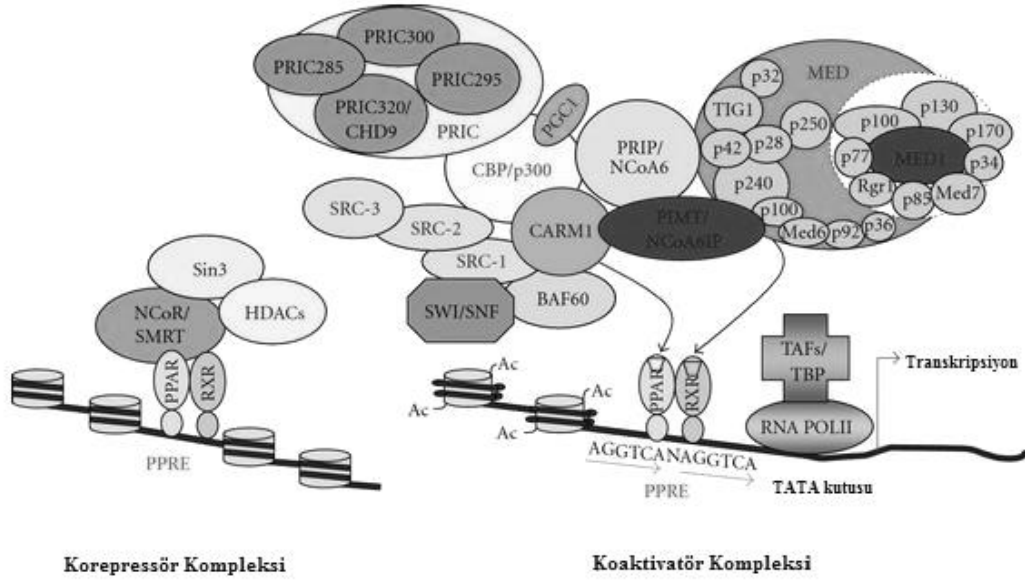 PRIC300
PRIC285
PRIC295
PRIC320/
CHD9
PRIC
PGC1
CBP/p300
PRIP/
NCoA6
MED
p32
TIG1
p250
p42
p28
p240
p100
Med6
p92
p36
p130
p100
p170
p77
MED1
p34
Rgr1
p85
Med7
SRC-3
SRC-2
SRC-1
CARM1
PIMT/
NCoA6IP
SWI/SNF
BAF60
Sin3
NCoR/
SMRT
HDACs
PPAR
RXR
PPRE
Ac
Ac
Ac
Ac
PPAR
RXR
TAFs/
TBP
RNA POLII
Transkripsiyon
AGGTCANAGGTCA
PPRE
TATA kutusu
Korepressör Kompleksi
Koaktivatör Kompleksi